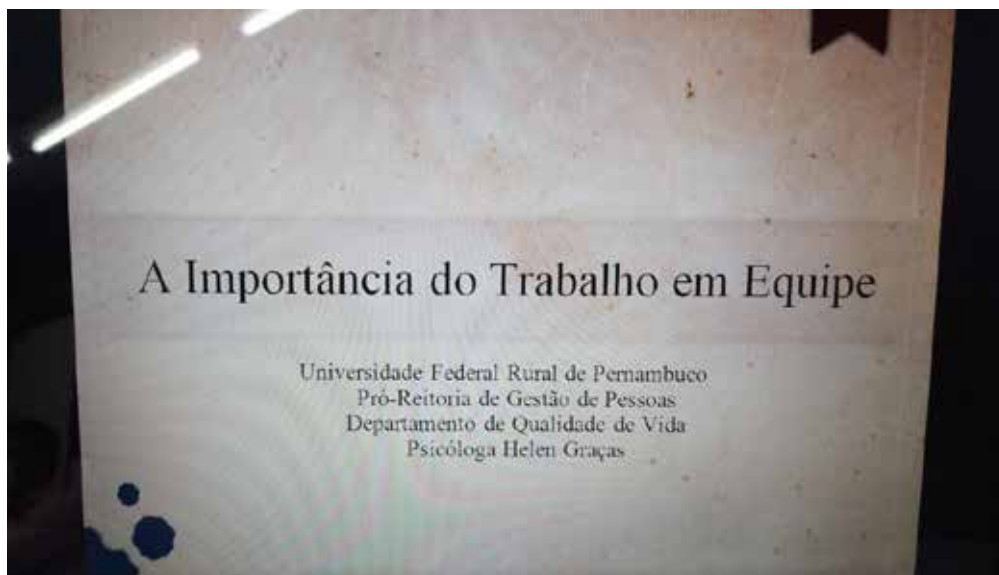 A Importância do Trabalho em Equipe
Universidade Federal Rural de Pernambuco
Pró-Reitoria de Gestão de Pessoas
Departamento de Qualidade de Vida
Psicóloga Helen Graças